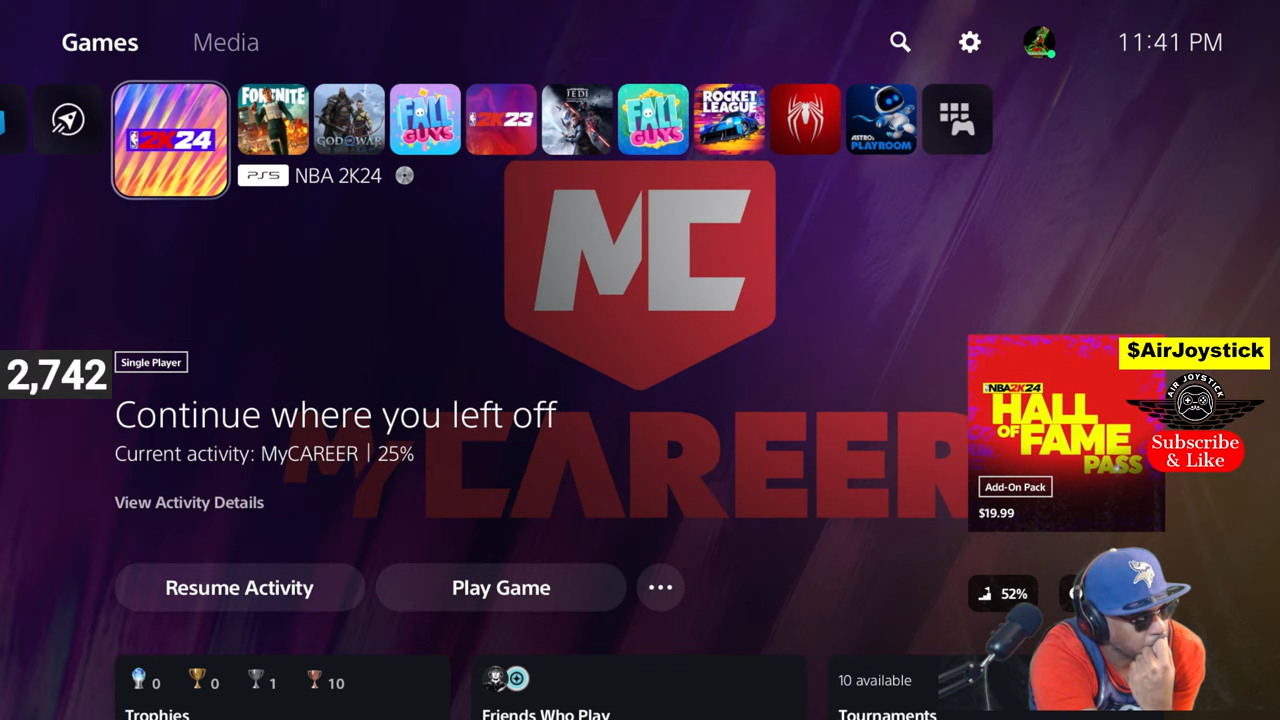 Games
Media
11:41 PM
2K24
FORTNITE
GOD OF WAR
FALL GUYS
2K23
JEDI
FALL GUYS
ROCKET LEAGUE
ASTRO'S PLAYROOM
PS5
NBA 2K24
MC
2,742
Single Player
Continue where you left off
Current activity: MyCAREER | 25%
View Activity Details
MyCAREER
Resume Activity
Play Game
NBA2K24
HALL
OF FAME
PASS
Add-On Pack
$19.99
$AirJoystick
AIR JOYSTICK
Subscribe
& Like
52%
0
0
1
10
Trophies
Friends Who Play
10 available
Tournaments